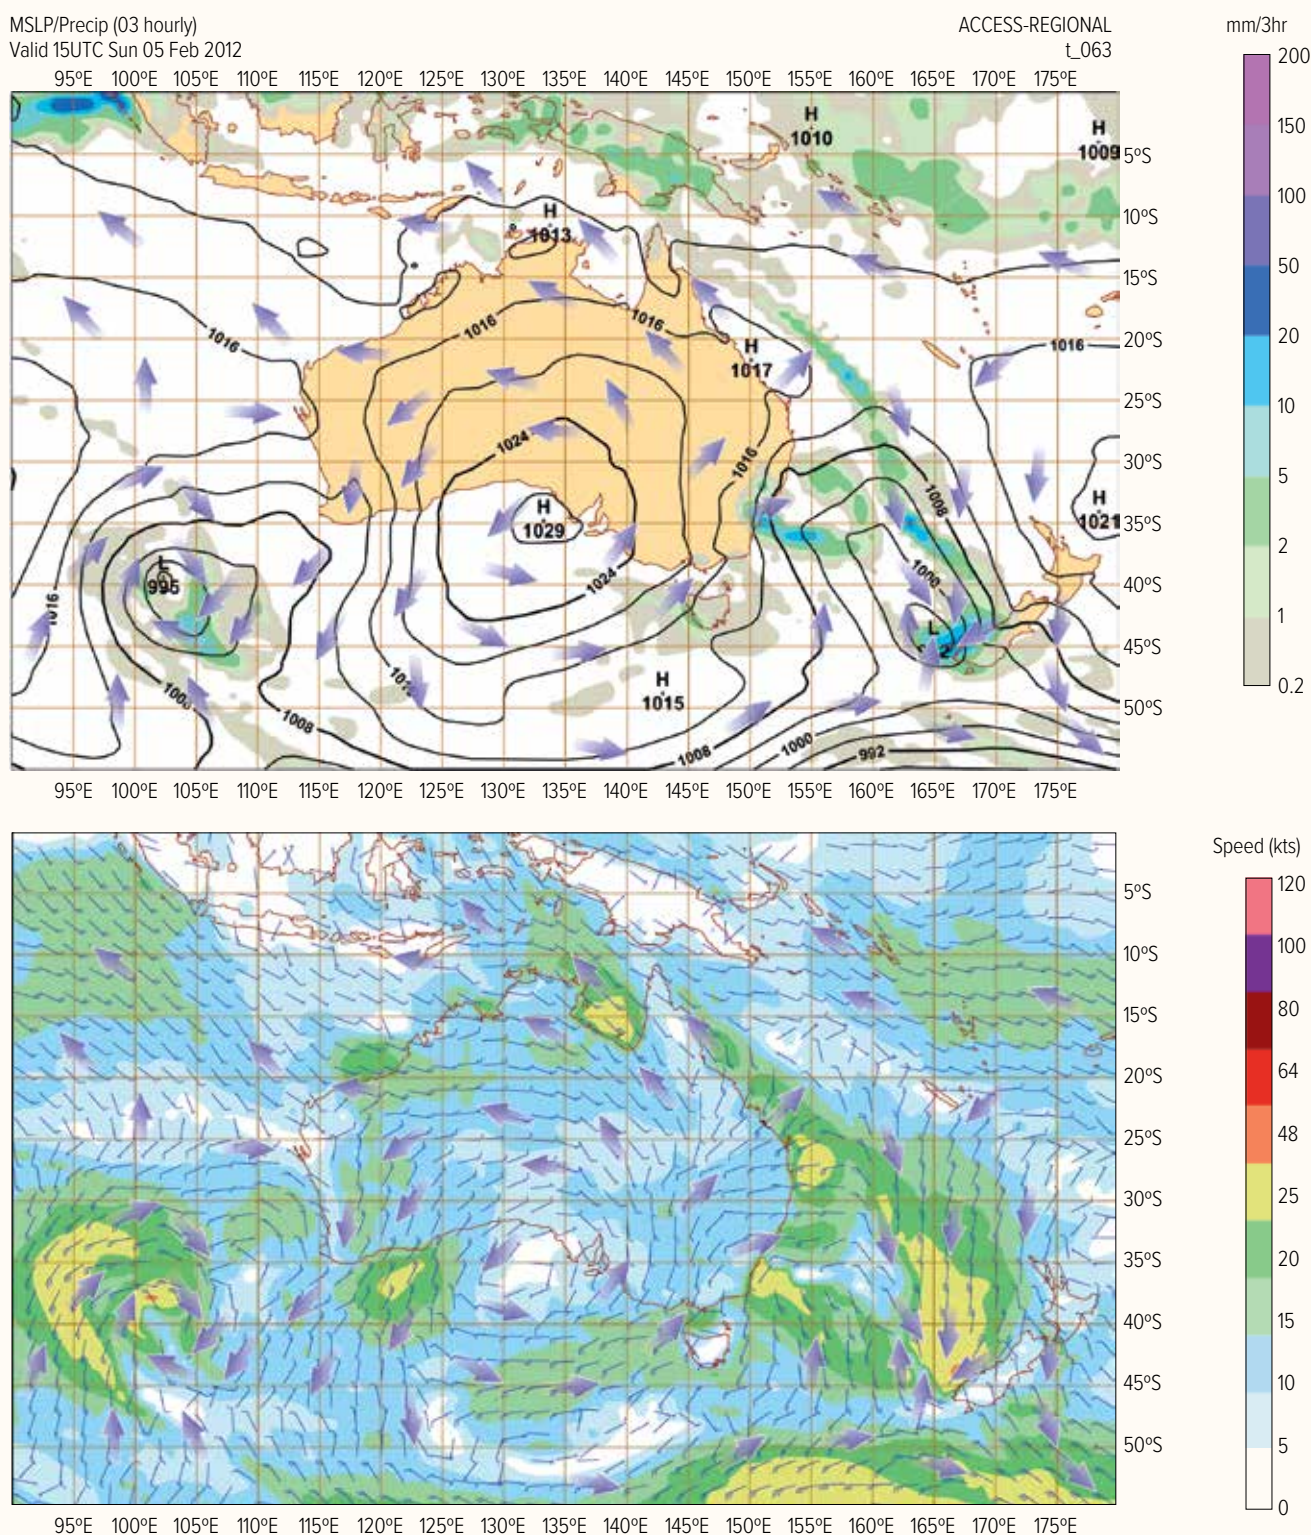 MSLP/Precip (03 hourly) ACCESS-REGIONAL mm/3hr
Valid 15UTC Sun 05 Feb 2012 t_063
95ºE 100ºE 105ºE 110ºE 115ºE 120ºE 125ºE 130ºE 135ºE 140ºE 145ºE 150ºE 155ºE 160ºE 165ºE 170ºE 175ºE
200
H
1010
H
1009
150
5ºS
100
H
1013
10ºS
50
15ºS
1016
1016
1016
20
20ºS
1016
H
1017
10
25ºS
1024
1016
5
30ºS
1008
H
1029
H
1021
35ºS
2
L
995
1024
1000
40ºS
1016
1
L
45ºS
H
1015
0.2
1008
50ºS
1008
1000
992
95ºE 100ºE 105ºE 110ºE 115ºE 120ºE 125ºE 130ºE 135ºE 140ºE 145ºE 150ºE 155ºE 160ºE 165ºE 170ºE 175ºE
Speed (kts)
120
5ºS
100
10ºS
80
15ºS
64
20ºS
48
25ºS
25
30ºS
20
35ºS
15
40ºS
10
45ºS
5
50ºS
0
95ºE 100ºE 105ºE 110ºE 115ºE 120ºE 125ºE 130ºE 135ºE 140ºE 145ºE 150ºE 155ºE 160ºE 165ºE 170ºE 175ºE